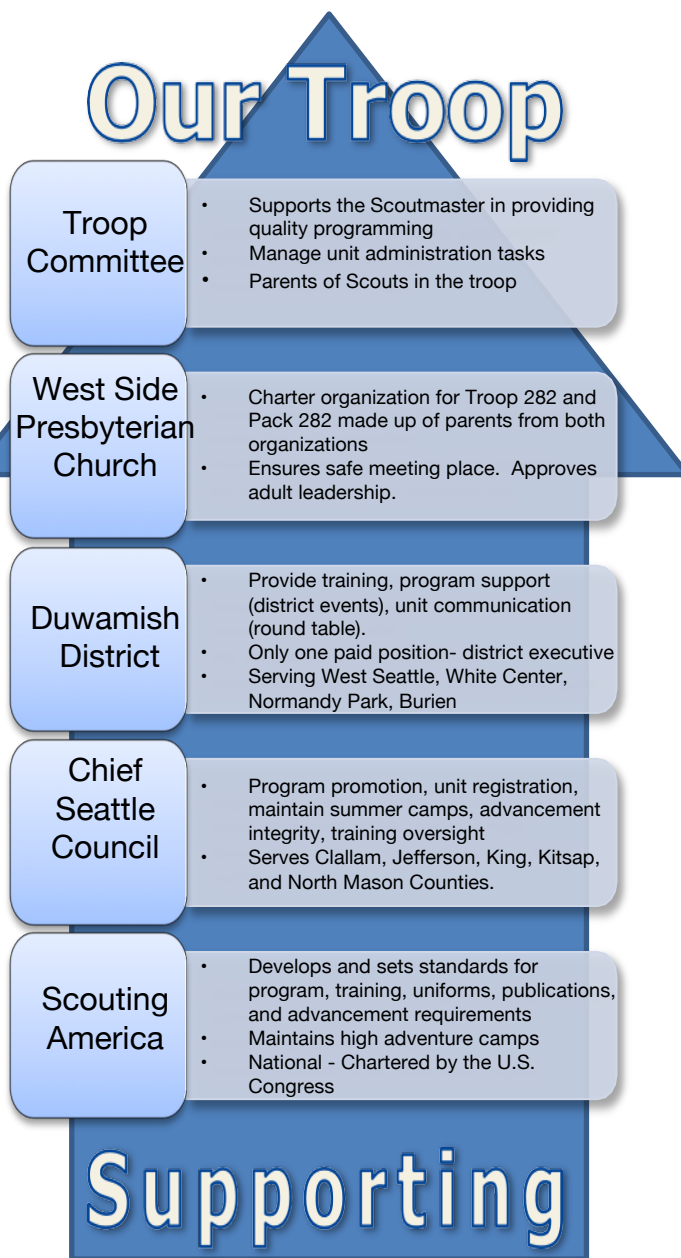 Our Troop
Troop
Committee
• Supports the Scoutmaster in providing
quality programming
• Manage unit administration tasks
• Parents of Scouts in the troop
West Side
Presbyterian
Church
• Charter organization for Troop 282 and
Pack 282 made up of parents from both
organizations
• Ensures safe meeting place.  Approves
adult leadership.
Duwamish
District
• Provide training, program support
(district events), unit communication
(round table).
• Only one paid position- district executive
• Serving West Seattle, White Center,
Normandy Park, Burien
Chief
Seattle
Council
• Program promotion, unit registration,
maintain summer camps, advancement
integrity, training oversight
• Serves Clallam, Jefferson, King, Kitsap,
and North Mason Counties.
Scouting
America
• Develops and sets standards for
program, training, uniforms, publications,
and advancement requirements
• Maintains high adventure camps
• National - Chartered by the U.S.
Congress
Supporting